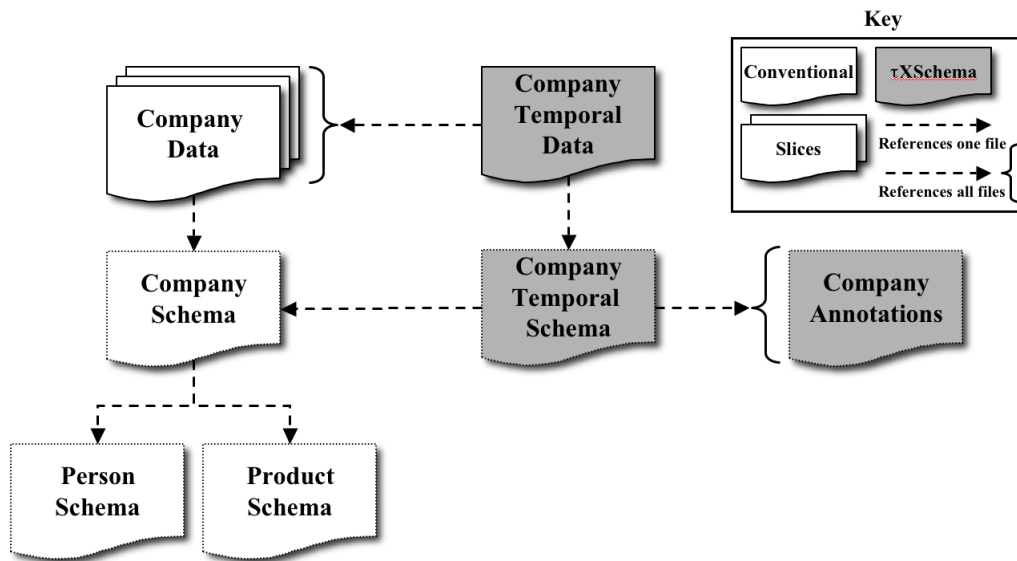 Key
Conventional
τXSchema
Slices
References one file
References all files
Company
Data
Company
Temporal
Data
Company
Schema
Company
Temporal
Schema
Company
Annotations
Person
Schema
Product
Schema